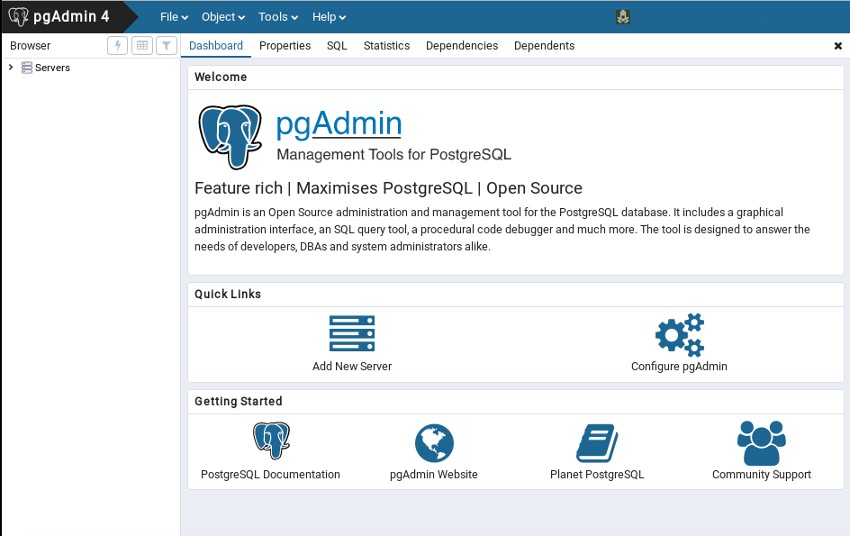 pgAdmin 4
File Object Tools Help
Browser
Dashboard Properties SQL Statistics Dependencies Dependents
Servers
Welcome
pgAdmin
Management Tools for PostgreSQL
Feature rich | Maximises PostgreSQL | Open Source
pgAdmin is an Open Source administration and management tool for the PostgreSQL database. It includes a graphical
administration interface, an SQL query tool, a procedural code debugger and much more. The tool is designed to answer the
needs of developers, DBAs and system administrators alike.
Quick Links
Add New Server
Configure pgAdmin
Getting Started
PostgreSQL Documentation
pgAdmin Website
Planet PostgreSQL
Community Support